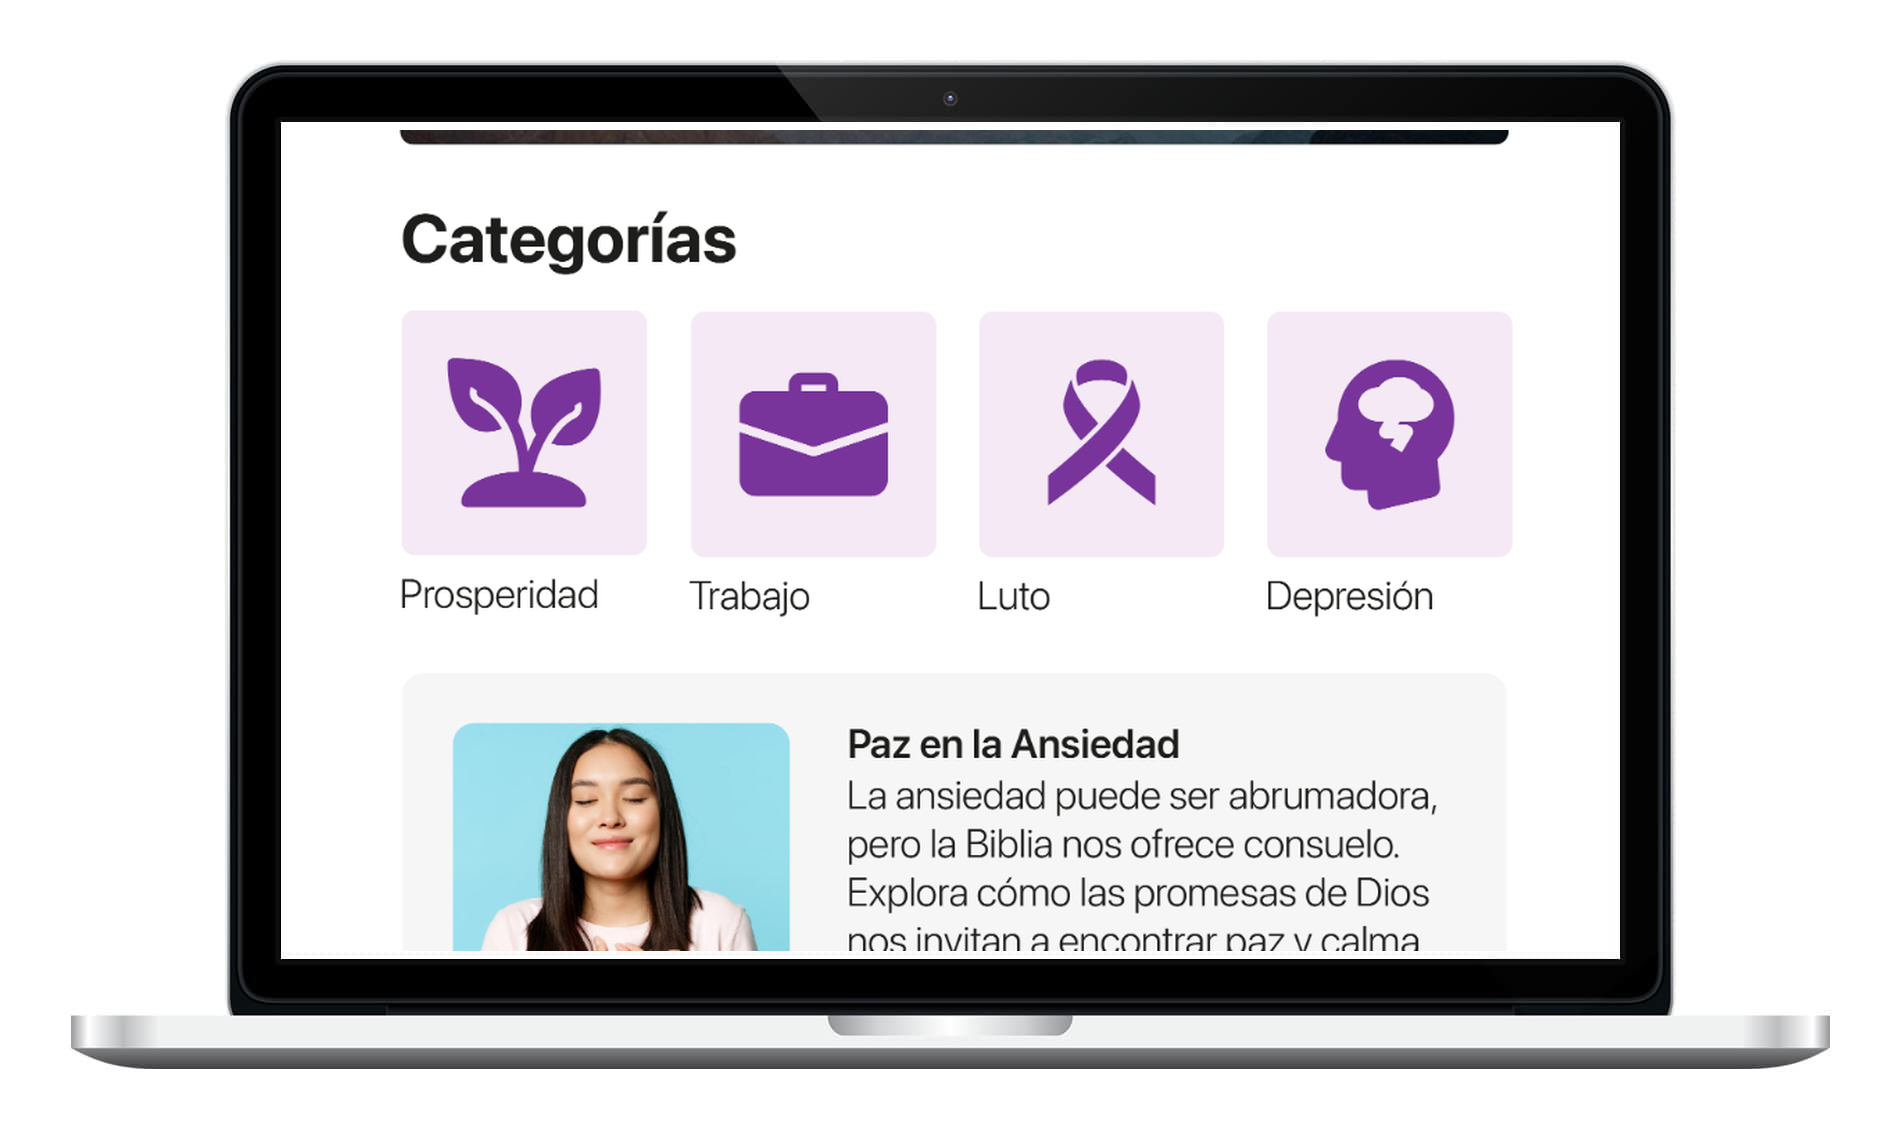 Categorías
Prosperidad
Trabajo
Luto
Depresión
Paz en la Ansiedad
La ansiedad puede ser abrumadora,
pero la Biblia nos ofrece consuelo.
Explora cómo las promesas de Dios
nos invitan a encontrar paz y calma